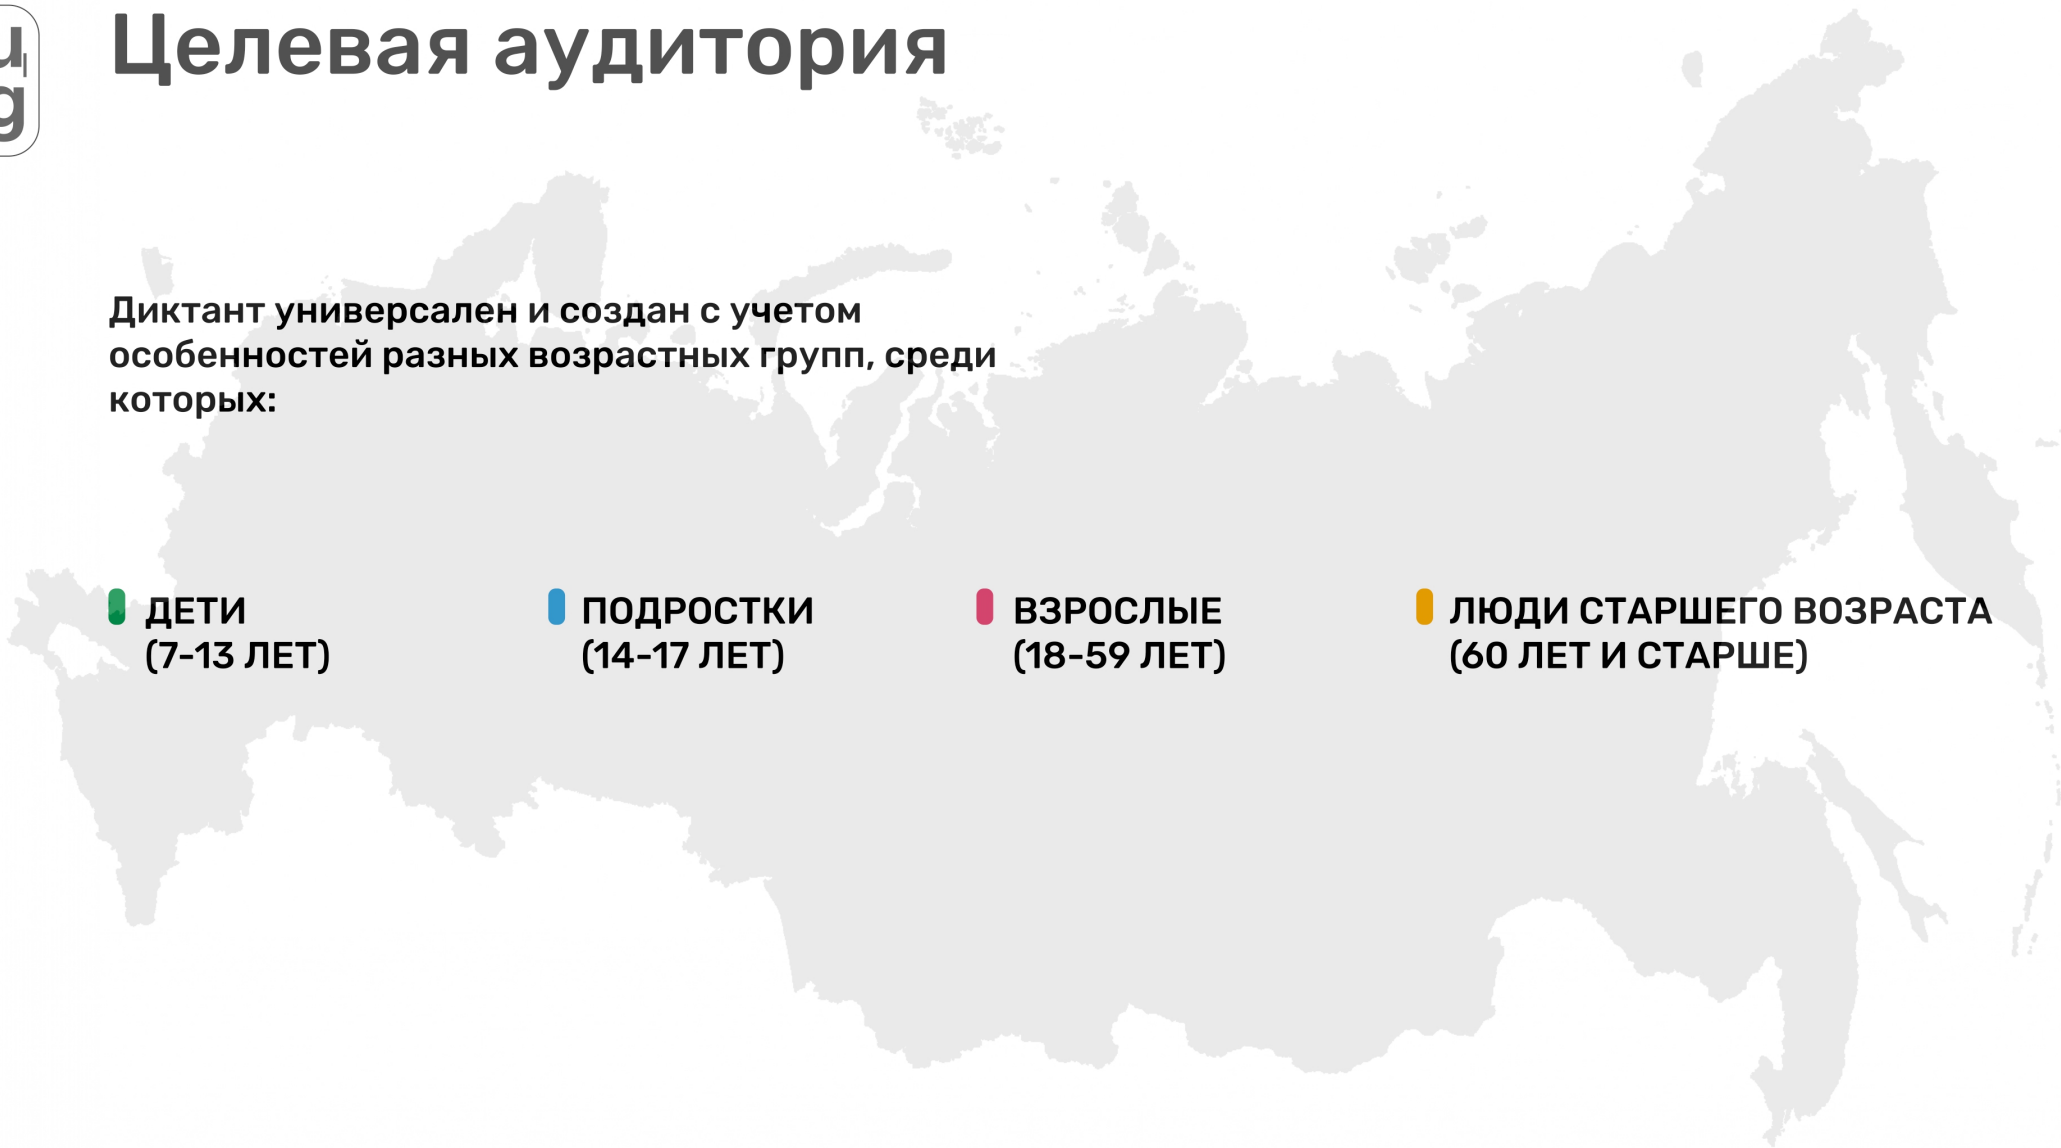 Целевая аудитория
Диктант универсален и создан с учетом
особенностей разных возрастных групп, среди
которых:
ДЕТИ
(7-13 ЛЕТ)
ПОДРОСТКИ
(14-17 ЛЕТ)
ВЗРОСЛЫЕ
(18-59 ЛЕТ)
ЛЮДИ СТАРШЕГО ВОЗРАСТА
(60 ЛЕТ И СТАРШЕ)